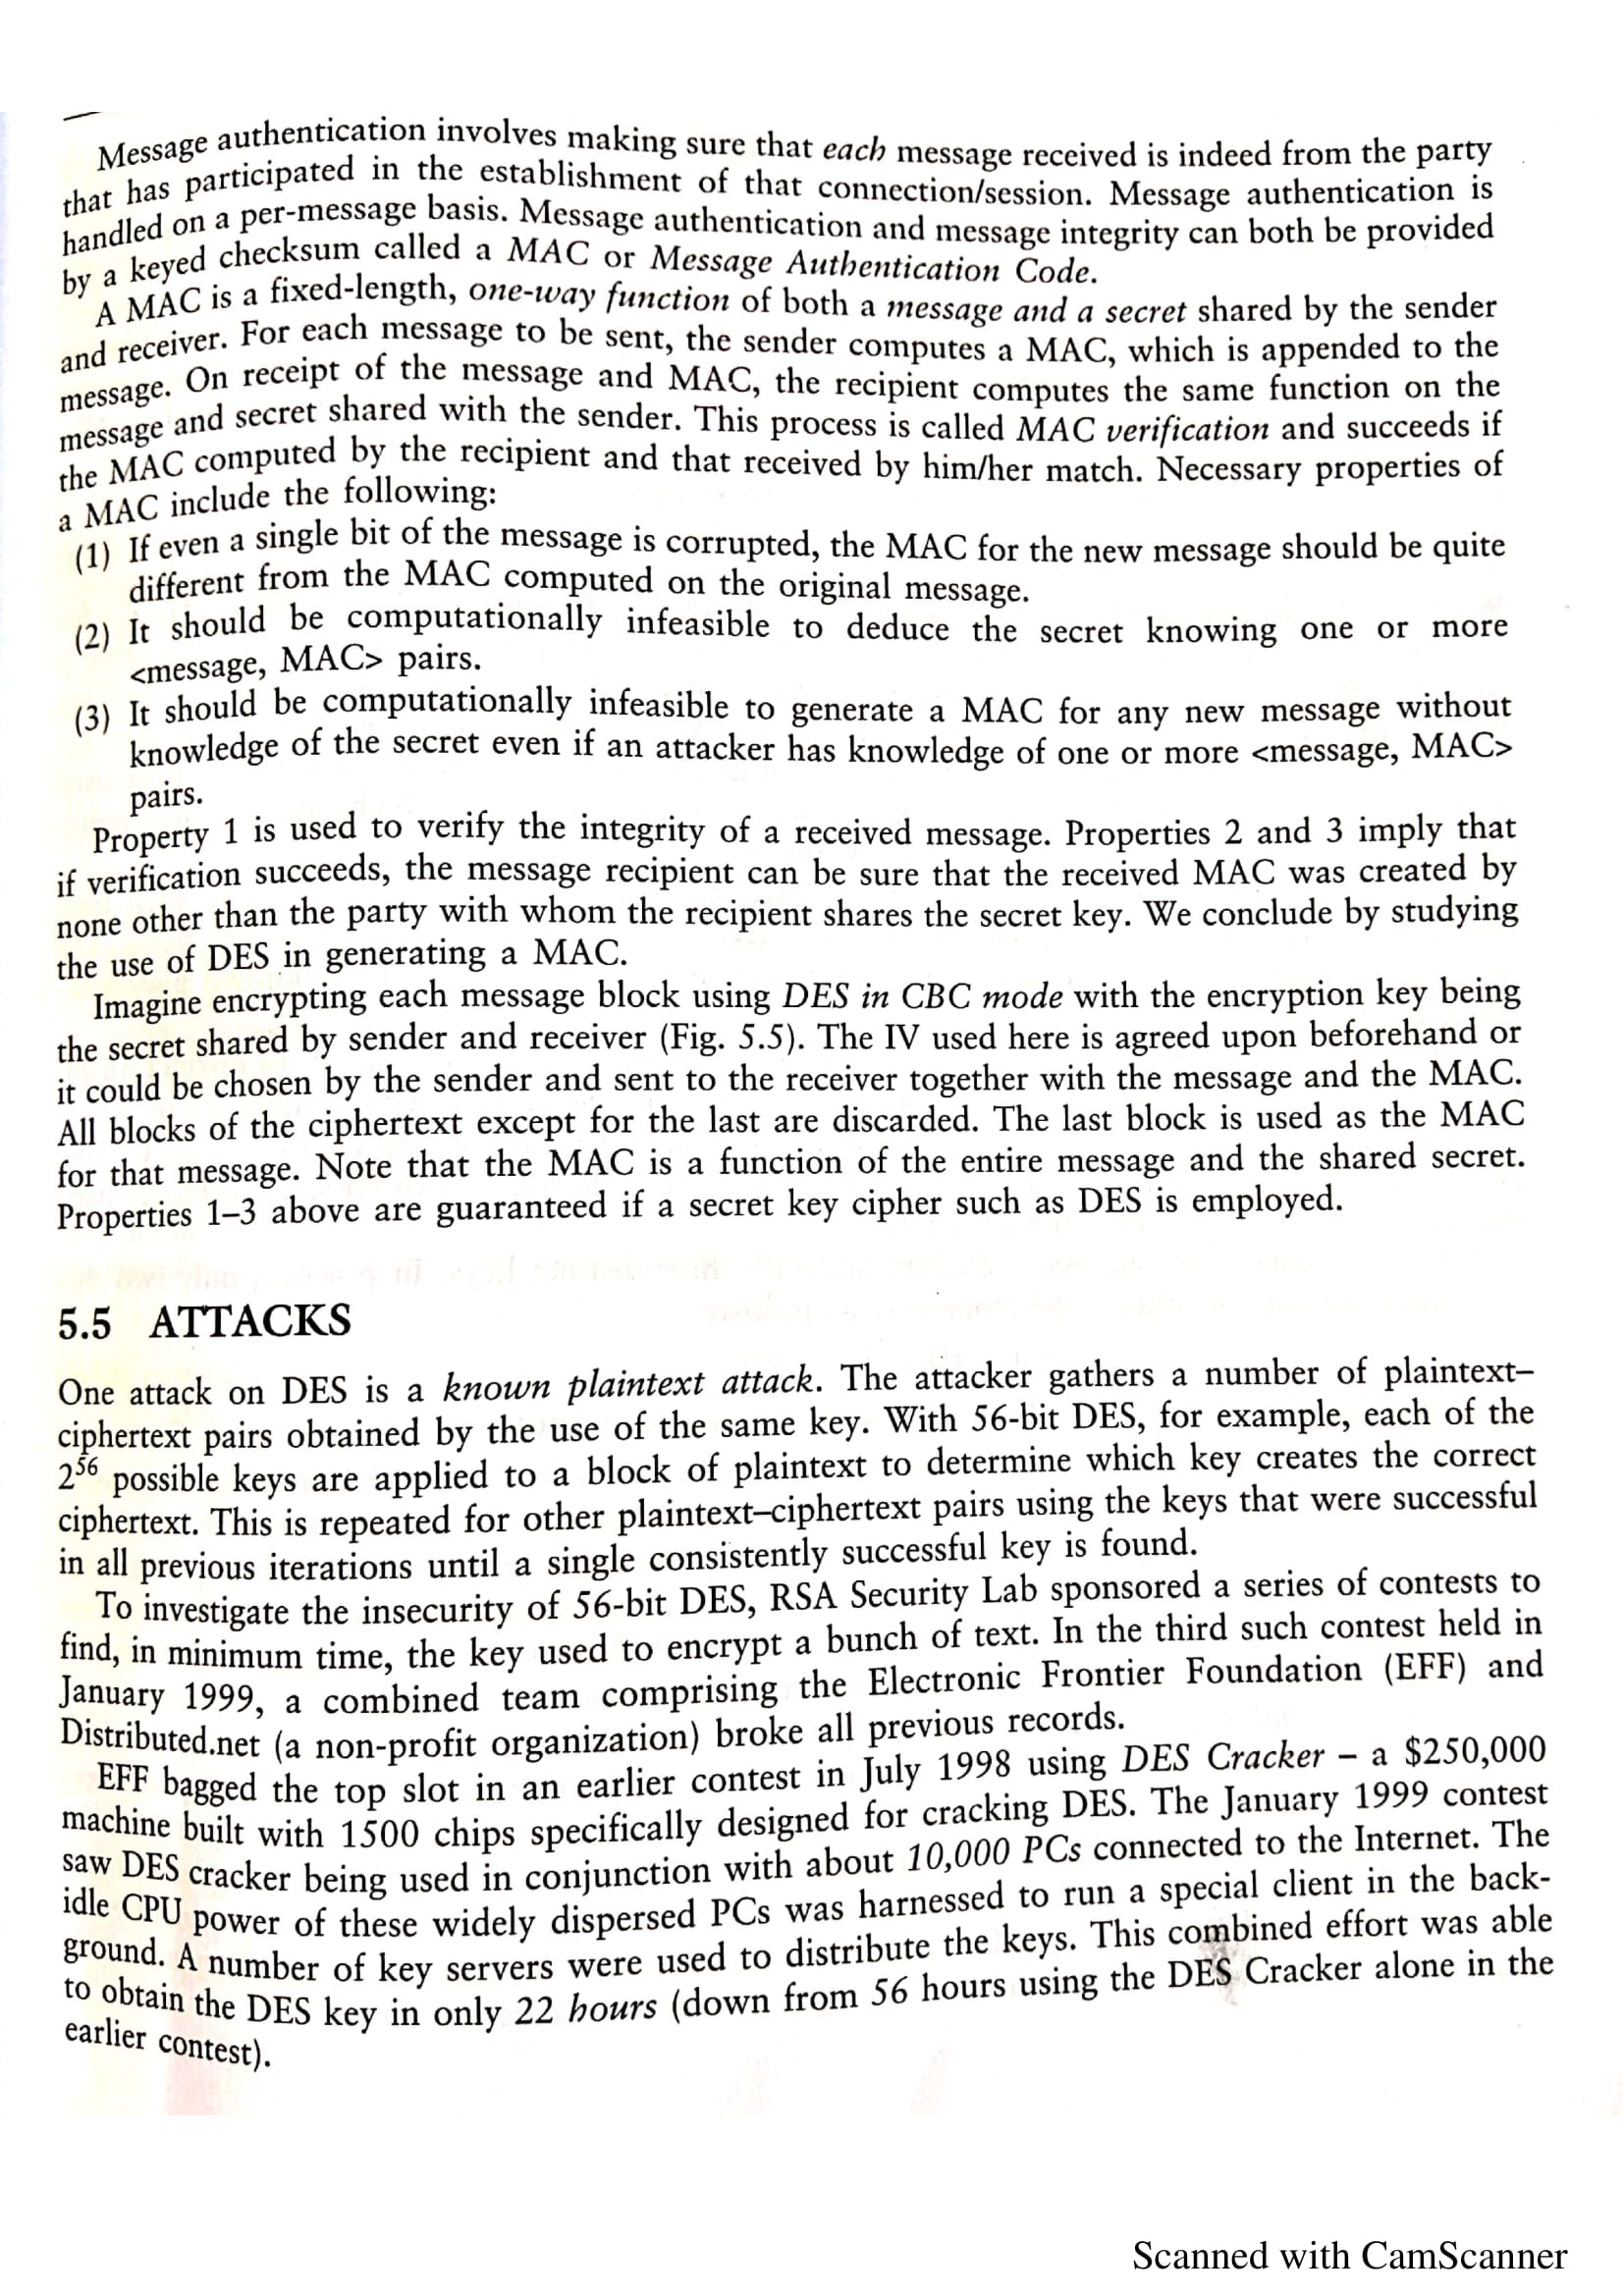 Message authentication involves making sure that each message received is indeed from the party
that has participated in the establishment of that connection/session. Message authentication is
handled on a per-message basis. Message authentication and message integrity can both be provided
by a keyed checksum called a MAC or Message Authentication Code.
A MAC is a fixed-length, one-way function of both a message and a secret shared by the sender
and receiver. For each message to be sent, the sender computes a MAC, which is appended to the
message. On receipt of the message and MAC, the recipient computes the same function on the
message and secret shared with the sender. This process is called MAC verification and succeeds if
the MAC computed by the recipient and that received by him/her match. Necessary properties of
a MAC include the following:
(1) If even a single bit of the message is corrupted, the MAC for the new message should be quite
different from the MAC computed on the original message.
(2) It should be computationally infeasible to deduce the secret knowing one or more
<message, MAC> pairs.
(3) It should be computationally infeasible to generate a MAC for any new message without
knowledge of the secret even if an attacker has knowledge of one or more <message, MAC>
pairs.
Property 1 is used to verify the integrity of a received message. Properties 2 and 3 imply that
if verification succeeds, the message recipient can be sure that the received MAC was created by
none other than the party with whom the recipient shares the secret key. We conclude by studying
the use of DES in generating a MAC.
Imagine encrypting each message block using DES in CBC mode with the encryption key being
the secret shared by sender and receiver (Fig. 5.5). The IV used here is agreed upon beforehand or
it could be chosen by the sender and sent to the receiver together with the message and the MAC.
All blocks of the ciphertext except for the last are discarded. The last block is used as the MAC
for that message. Note that the MAC is a function of the entire message and the shared secret.
Properties 1–3 above are guaranteed if a secret key cipher such as DES is employed.
5.5 ATTACKS
One attack on DES is a known plaintext attack. The attacker gathers a number of plaintext–
ciphertext pairs obtained by the use of the same key. With 56-bit DES, for example, each of the
2⁵⁶ possible keys are applied to a block of plaintext to determine which key creates the correct
ciphertext. This is repeated for other plaintext–ciphertext pairs using the keys that were successful
in all previous iterations until a single consistently successful key is found.
To investigate the insecurity of 56-bit DES, RSA Security Lab sponsored a series of contests to
find, in minimum time, the key used to encrypt a bunch of text. In the third such contest held in
January 1999, a combined team comprising the Electronic Frontier Foundation (EFF) and
Distributed.net (a non-profit organization) broke all previous records.
EFF bagged the top slot in an earlier contest in July 1998 using DES Cracker – a $250,000
machine built with 1500 chips specifically designed for cracking DES. The January 1999 contest
saw DES cracker being used in conjunction with about 10,000 PCs connected to the Internet. The
idle CPU power of these widely dispersed PCs was harnessed to run a special client in the back-
ground. A number of key servers were used to distribute the keys. This combined effort was able
to obtain the DES key in only 22 hours (down from 56 hours using the DES Cracker alone in the
earlier contest).
Scanned with CamScanner